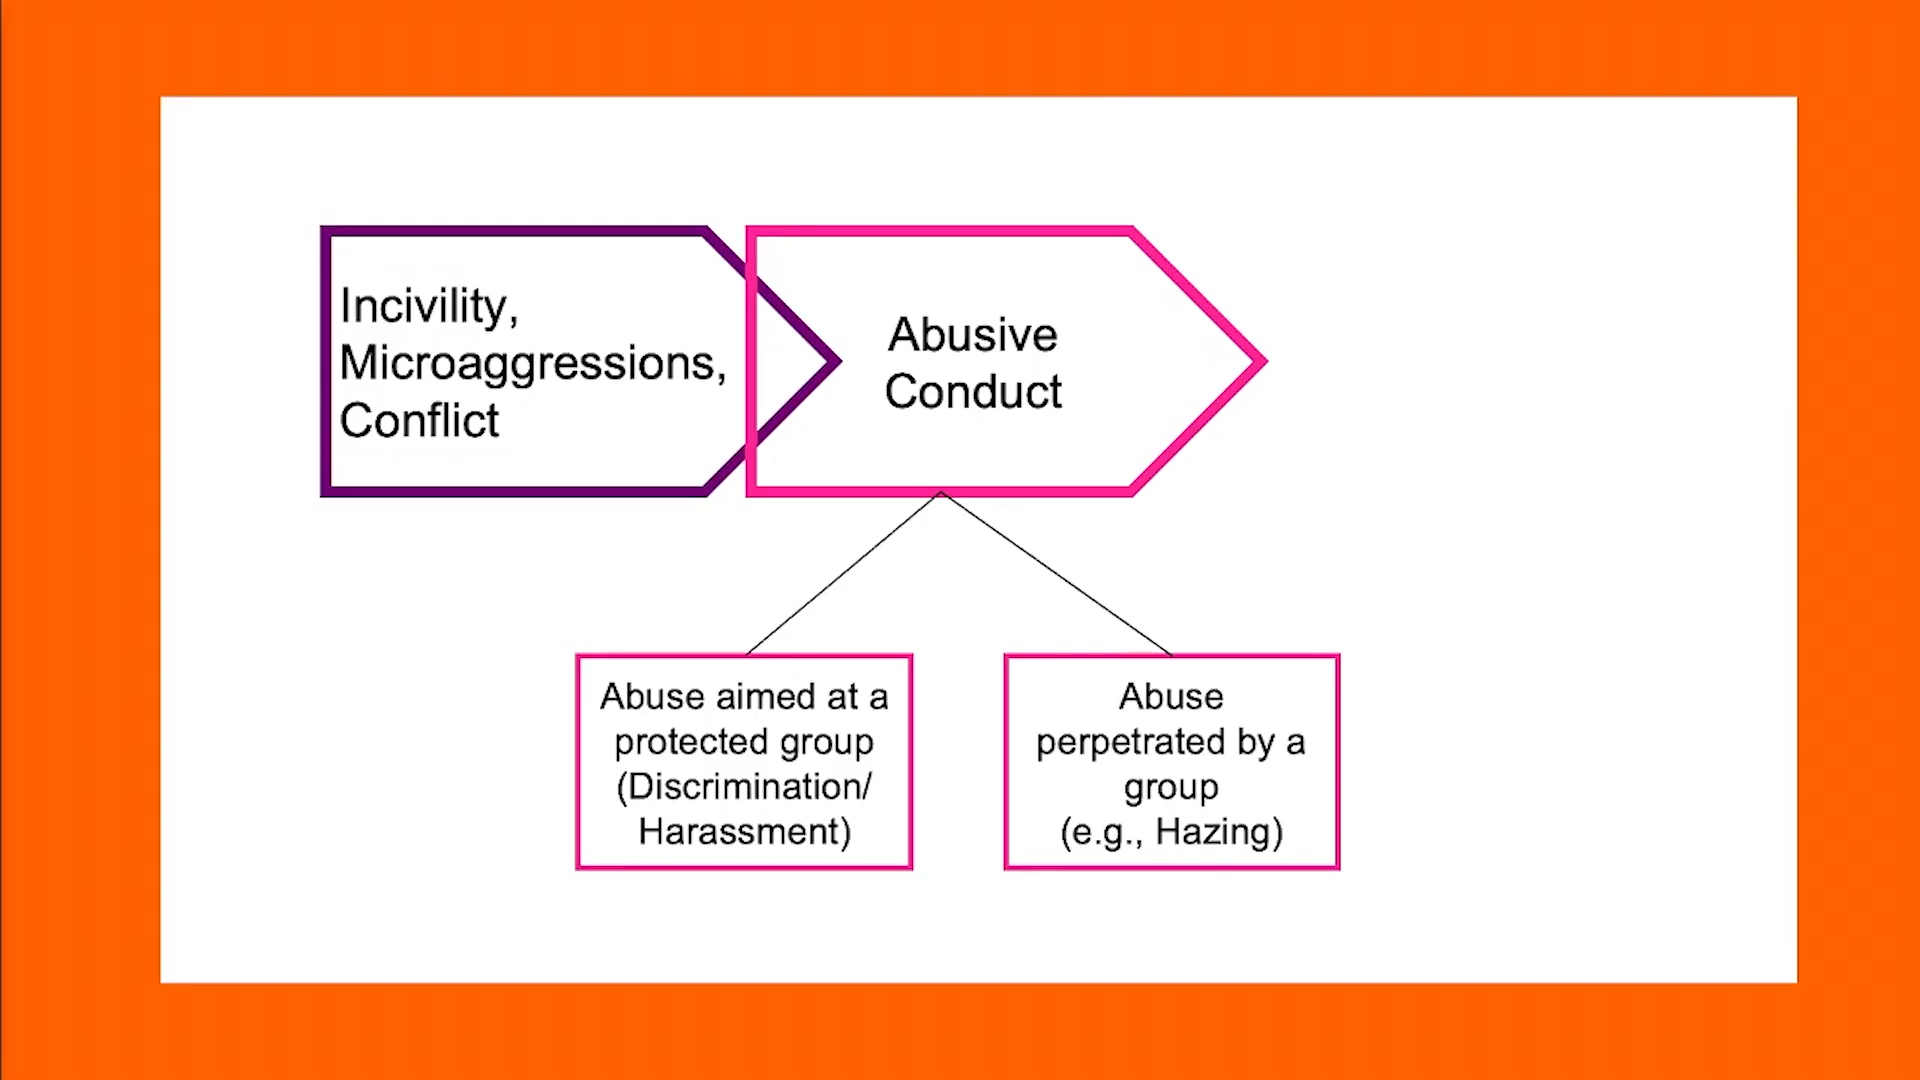 Incivility,
Microaggressions,
Conflict
Abusive
Conduct
Abuse aimed at a
protected group
(Discrimination/
Harassment)
Abuse
perpetrated by a
group
(e.g., Hazing)